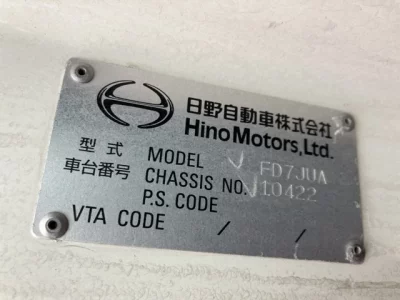 日野自動車株式会社
Hino Motors, Ltd.
型式 MODEL FD7JUA
車台番号 CHASSIS NO. 10422
P.S. CODE
VTA CODE / /